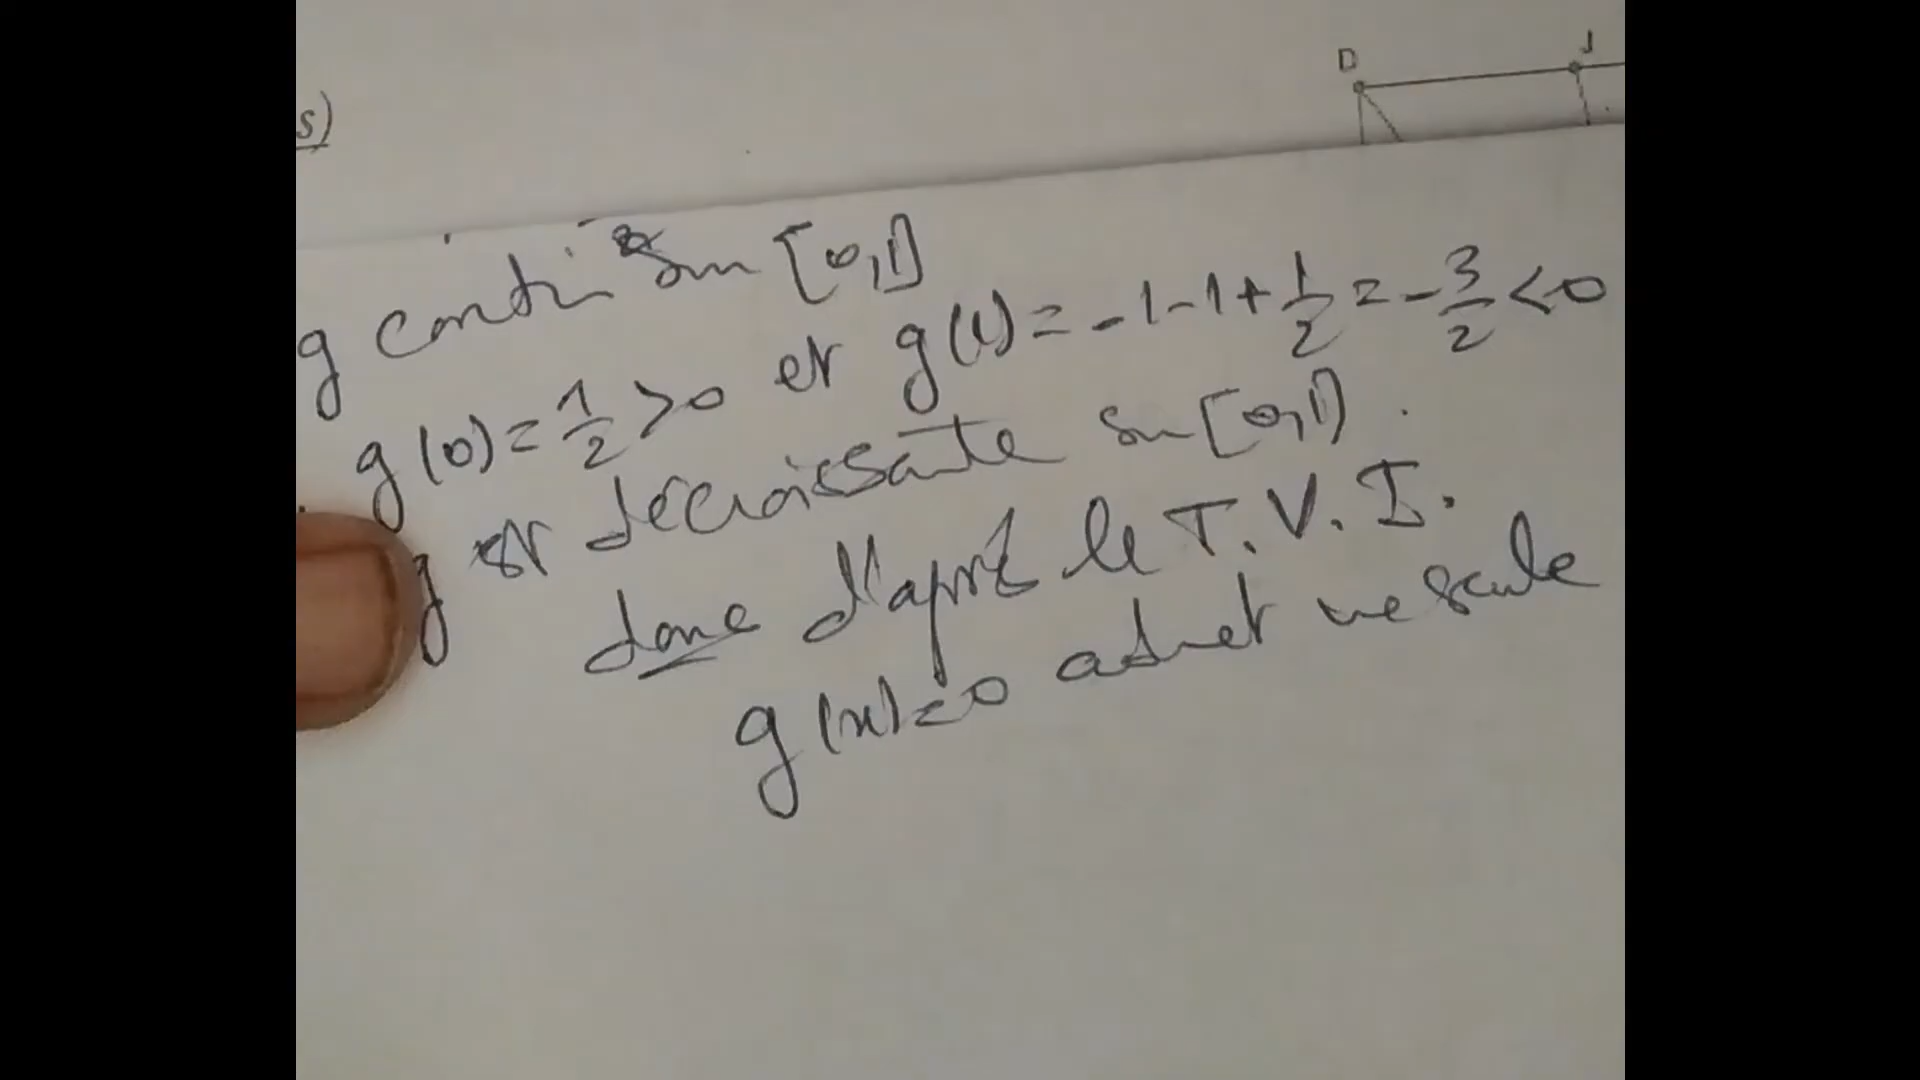 s)
D J
g conti sur [0,1]
g(0) = 1/2 > 0 et g(1) = -1-1+1/2 = -3/2 < 0
g est décroissante sur [0,1].
donc d'après le T.V.I.
g(x)=0 admet une seule